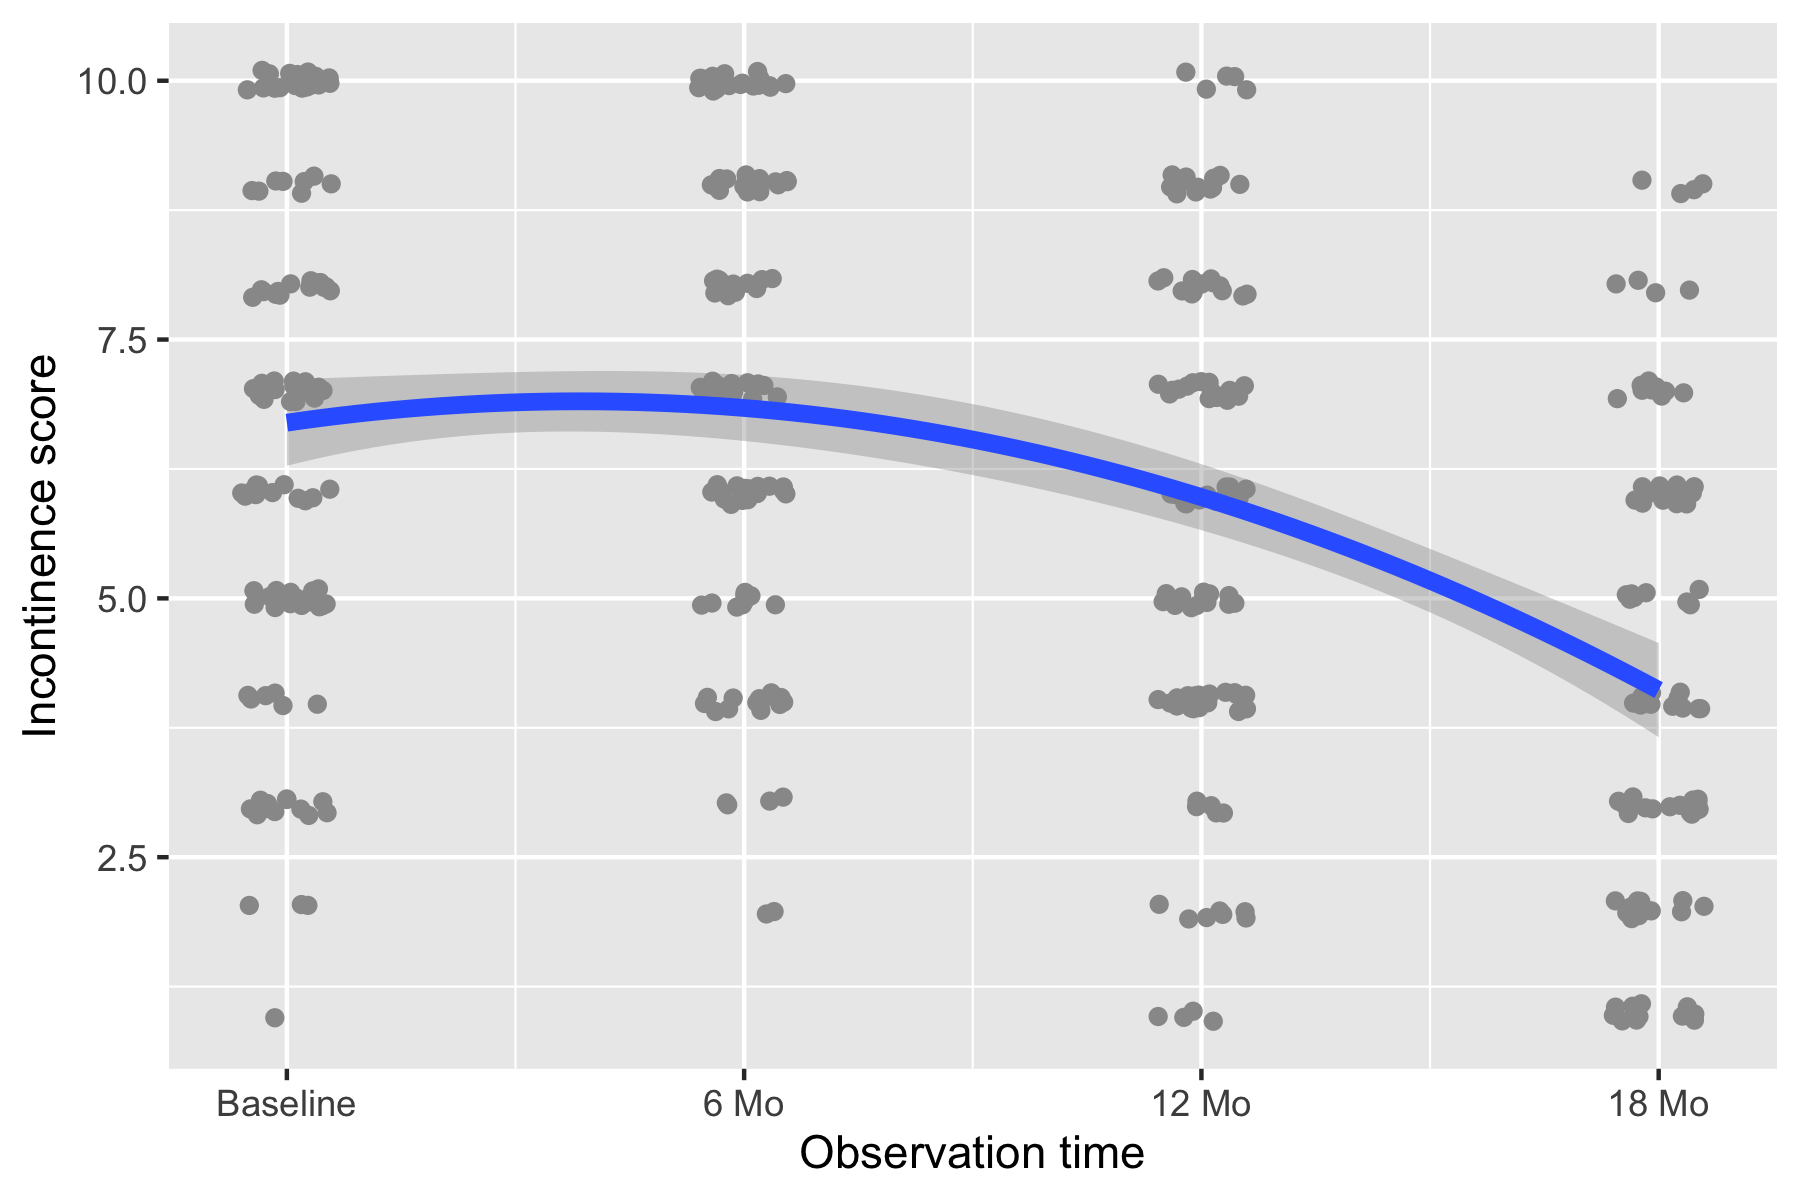 Incontinence score
10.0
7.5
5.0
2.5
Baseline
6 Mo
12 Mo
18 Mo
Observation time